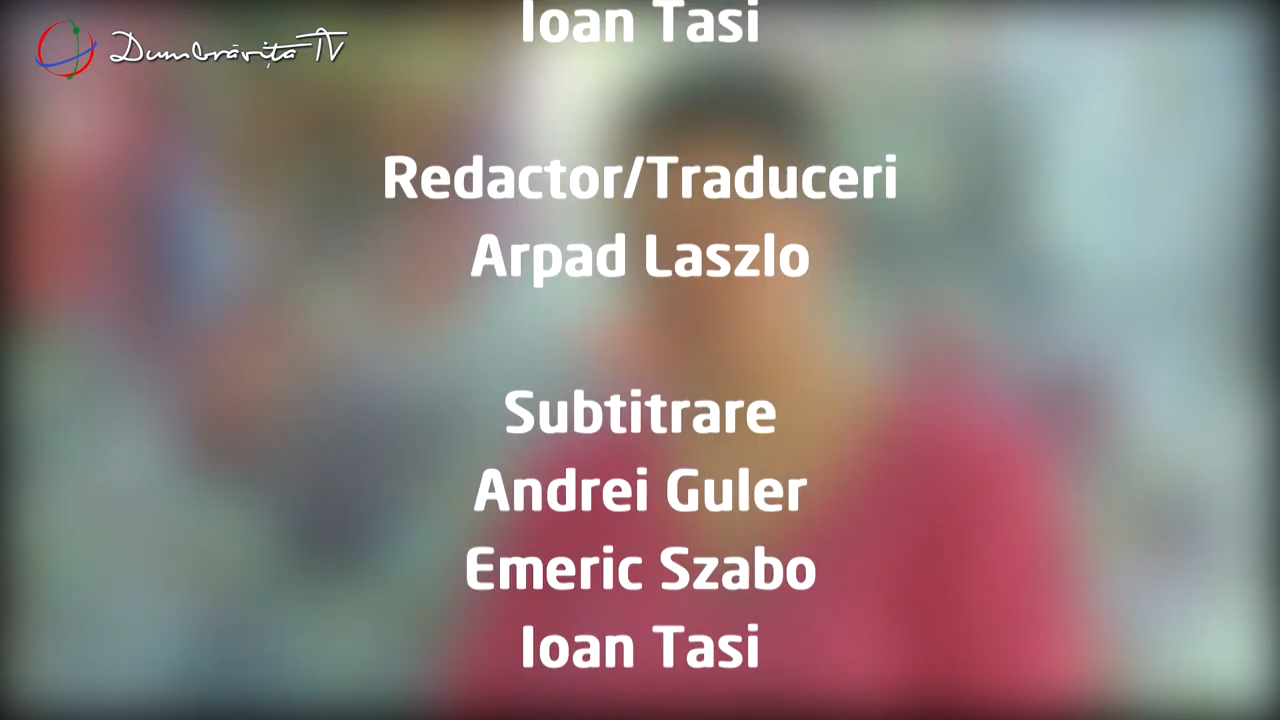 Ioan Tasi
Dumbrăvița TV
Redactor/Traduceri
Arpad Laszlo
Subtitrare
Andrei Guler
Emeric Szabo
Ioan Tasi